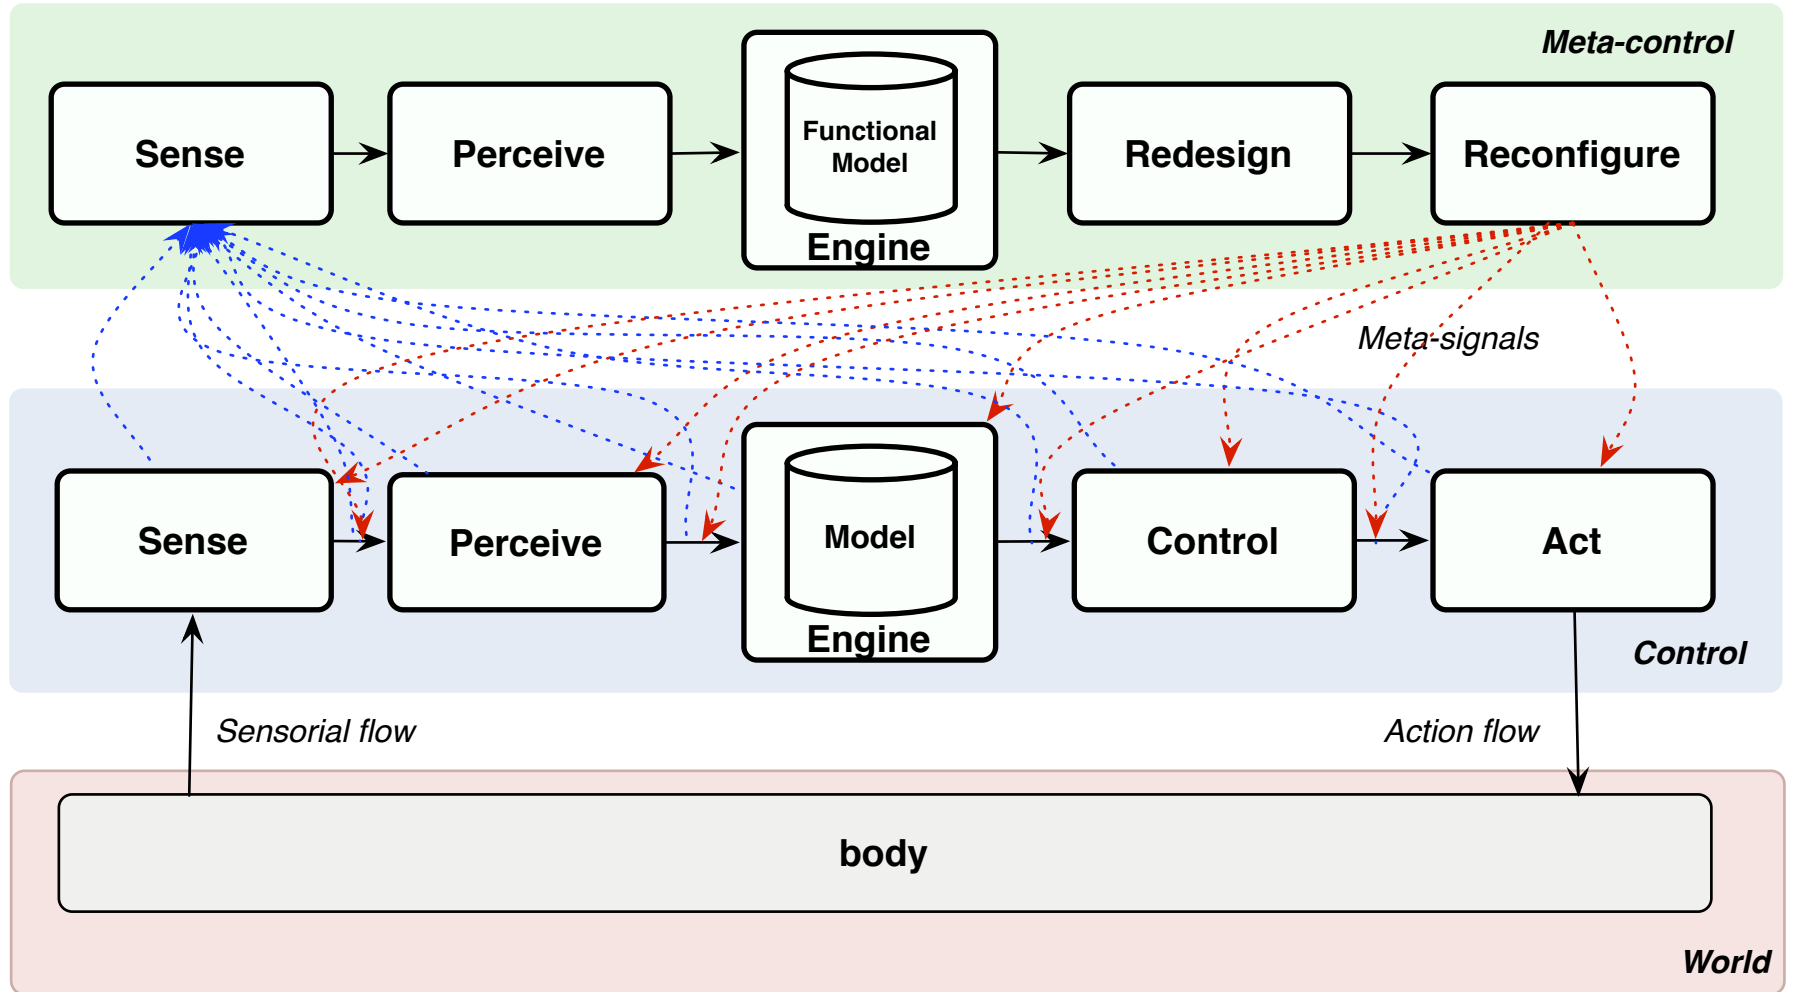 Meta-control
Sense
Perceive
Functional
Model
Engine
Redesign
Reconfigure
Meta-signals
Sense
Perceive
Model
Engine
Control
Act
Control
Sensorial flow
Action flow
body
World